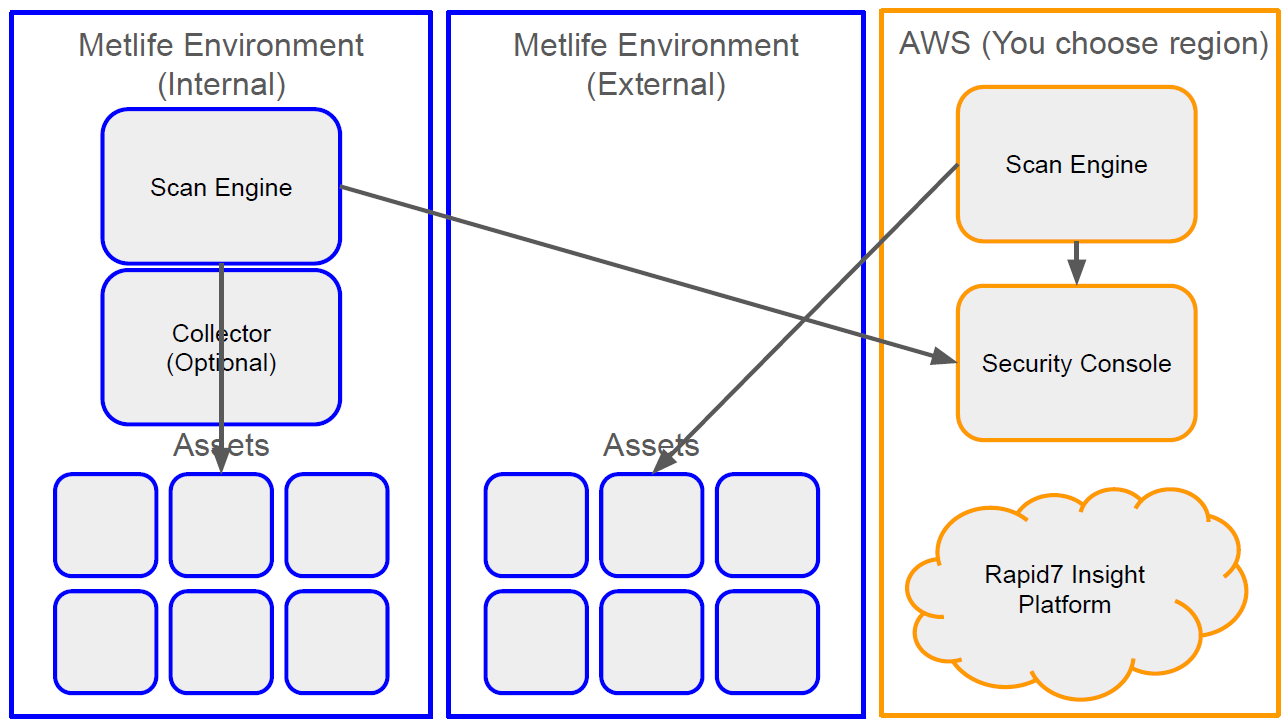 Metlife Environment
(Internal)
Scan Engine
Collector
(Optional)
Assets
Metlife Environment
(External)
Assets
AWS (You choose region)
Scan Engine
Security Console
Rapid7 Insight
Platform